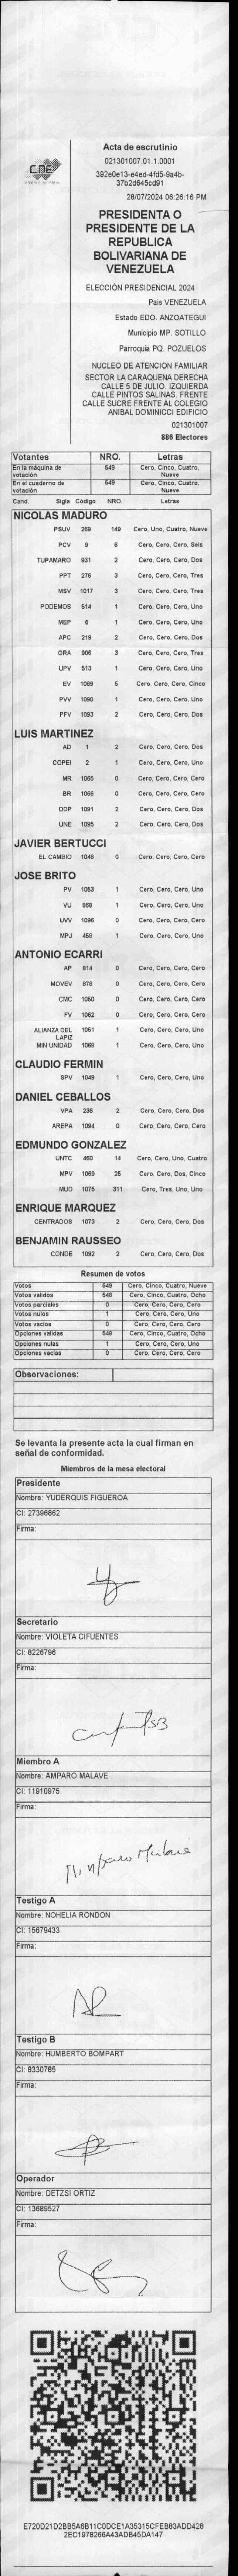 CNE
Acta de escrutinio
021301007.01.1.0001
392e0e13-e4ed-4fd5-9a4b-
37b2d645cd91
28/07/2024 06:26:16 PM
PRESIDENTA O
PRESIDENTE DE LA
REPUBLICA
BOLIVARIANA DE
VENEZUELA
ELECCIÓN PRESIDENCIAL 2024
Pais VENEZUELA
Estado EDO. ANZOATEGUI
Municipio MP. SOTILLO
Parroquia PQ. POZUELOS
NUCLEO DE ATENCION FAMILIAR
SECTOR LA CARAQUENA DERECHA
CALLE 5 DE JULIO. IZQUIERDA
CALLE PINTOS SALINAS. FRENTE
CALLE SUCRE FRENTE AL COLEGIO
ANIBAL DOMINICCI EDIFICIO
021301007
886 Electores
Votantes NRO. Letras
En la máquina de votación 549 Cero, Cinco, Cuatro, Nueve
En el cuaderno de votación 549 Cero, Cinco, Cuatro, Nueve
Cand. Sigla Código NRO. Letras
NICOLAS MADURO
PSUV 269 149 Cero, Uno, Cuatro, Nueve
PCV 9 6 Cero, Cero, Cero, Seis
TUPAMARO 931 2 Cero, Cero, Cero, Dos
PPT 276 3 Cero, Cero, Cero, Tres
MSV 1017 3 Cero, Cero, Cero, Tres
PODEMOS 514 1 Cero, Cero, Cero, Uno
MEP 6 1 Cero, Cero, Cero, Uno
APC 219 2 Cero, Cero, Cero, Dos
ORA 906 3 Cero, Cero, Cero, Tres
UPV 513 1 Cero, Cero, Cero, Uno
EV 1089 5 Cero, Cero, Cero, Cinco
PVV 1090 1 Cero, Cero, Cero, Uno
PFV 1093 2 Cero, Cero, Cero, Dos
LUIS MARTINEZ
AD 1 2 Cero, Cero, Cero, Dos
COPEI 2 1 Cero, Cero, Cero, Uno
MR 1055 0 Cero, Cero, Cero, Cero
BR 1066 0 Cero, Cero, Cero, Cero
DDP 1091 2 Cero, Cero, Cero, Dos
UNE 1095 2 Cero, Cero, Cero, Dos
JAVIER BERTUCCI
EL CAMBIO 1048 0 Cero, Cero, Cero, Cero
JOSE BRITO
PV 1053 1 Cero, Cero, Cero, Uno
VU 868 1 Cero, Cero, Cero, Uno
UVV 1096 0 Cero, Cero, Cero, Cero
MPJ 458 1 Cero, Cero, Cero, Uno
ANTONIO ECARRI
AP 814 0 Cero, Cero, Cero, Cero
MOVEV 878 0 Cero, Cero, Cero, Cero
CMC 1050 0 Cero, Cero, Cero, Cero
FV 1062 0 Cero, Cero, Cero, Cero
ALIANZA DEL LAPIZ 1051 1 Cero, Cero, Cero, Uno
MIN UNIDAD 1069 1 Cero, Cero, Cero, Uno
CLAUDIO FERMIN
SPV 1049 1 Cero, Cero, Cero, Uno
DANIEL CEBALLOS
VPA 236 2 Cero, Cero, Cero, Dos
AREPA 1094 0 Cero, Cero, Cero, Cero
EDMUNDO GONZALEZ
UNTC 460 14 Cero, Cero, Uno, Cuatro
MPV 1069 25 Cero, Cero, Dos, Cinco
MUD 1075 311 Cero, Tres, Uno, Uno
ENRIQUE MARQUEZ
CENTRADOS 1073 2 Cero, Cero, Cero, Dos
BENJAMIN RAUSSEO
CONDE 1092 2 Cero, Cero, Cero, Dos
Resumen de votos
Votos 549 Cero, Cinco, Cuatro, Nueve
Votos validos 548 Cero, Cinco, Cuatro, Ocho
Votos parciales 0 Cero, Cero, Cero, Cero
Votos nulos 1 Cero, Cero, Cero, Uno
Votos vacios 0 Cero, Cero, Cero, Cero
Opciones validas 548 Cero, Cinco, Cuatro, Ocho
Opciones nulas 1 Cero, Cero, Cero, Uno
Opciones vacias 0 Cero, Cero, Cero, Cero
Observaciones:
Se levanta la presente acta la cual firman en
señal de conformidad.
Miembros de la mesa electoral
Presidente
Nombre: YUDERQUIS FIGUEROA
CI: 27396862
Firma:
Secretario
Nombre: VIOLETA CIFUENTES
CI: 8226796
Firma:
Miembro A
Nombre: AMPARO MALAVE
CI: 11910975
Firma:
Amparo Malave
Testigo A
Nombre: NOHELIA RONDON
CI: 15679433
Firma:
Testigo B
Nombre: HUMBERTO BOMPART
CI: 8330785
Firma:
Operador
Nombre: DETZSI ORTIZ
CI: 13689527
Firma:
E720D21D2BB5A6B11C0DCE1A35315CFEB83ADD428
2EC1978266A43ADB45DA147